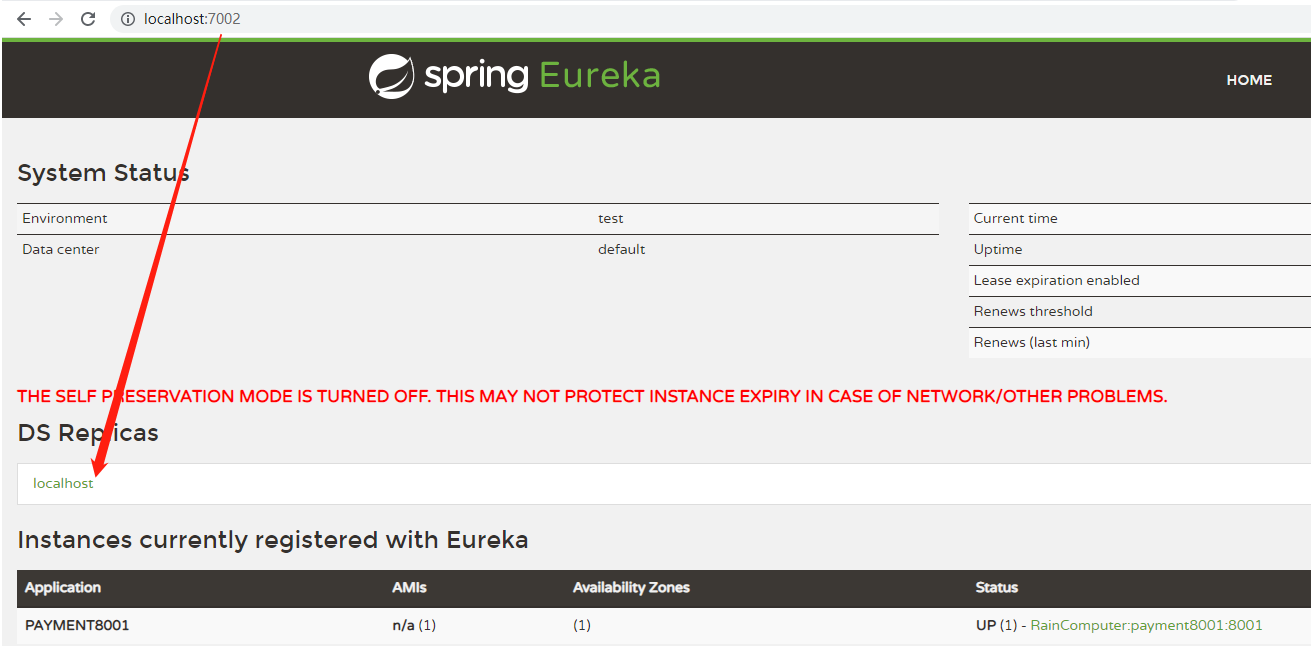 localhost:7002
spring Eureka
HOME
System Status
Environment test
Data center default
Current time
Uptime
Lease expiration enabled
Renews threshold
Renews (last min)
THE SELF PRESERVATION MODE IS TURNED OFF. THIS MAY NOT PROTECT INSTANCE EXPIRY IN CASE OF NETWORK/OTHER PROBLEMS.
DS Replicas
localhost
Instances currently registered with Eureka
Application AMIs Availability Zones Status
PAYMENT8001 n/a (1) (1) UP (1) - RainComputer:payment8001:8001